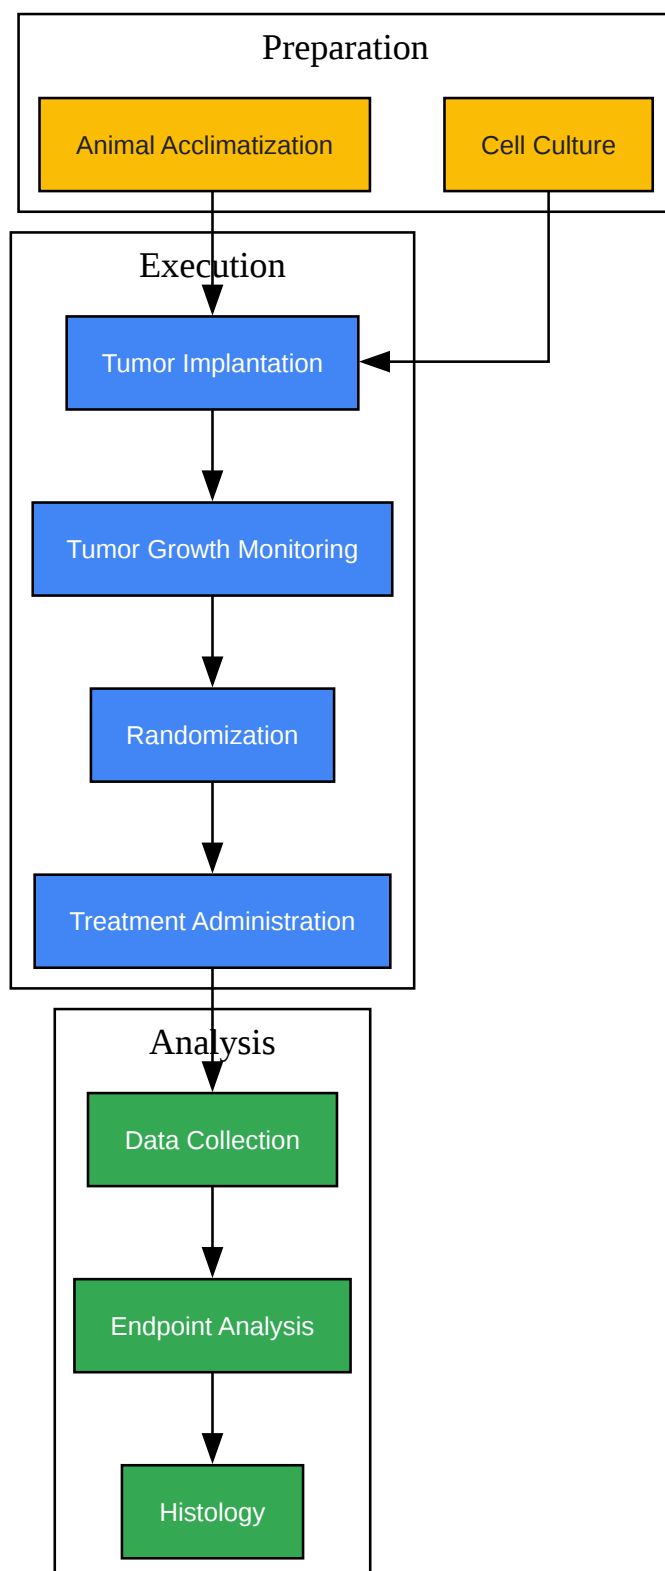 Preparation
Animal Acclimatization
Cell Culture
Execution
Tumor Implantation
Tumor Growth Monitoring
Randomization
Treatment Administration
Analysis
Data Collection
Endpoint Analysis
Histology